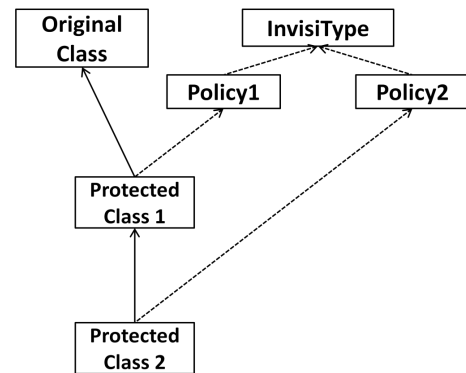 Original
Class
InvisiType
Policy1
Policy2
Protected
Class 1
Protected
Class 2